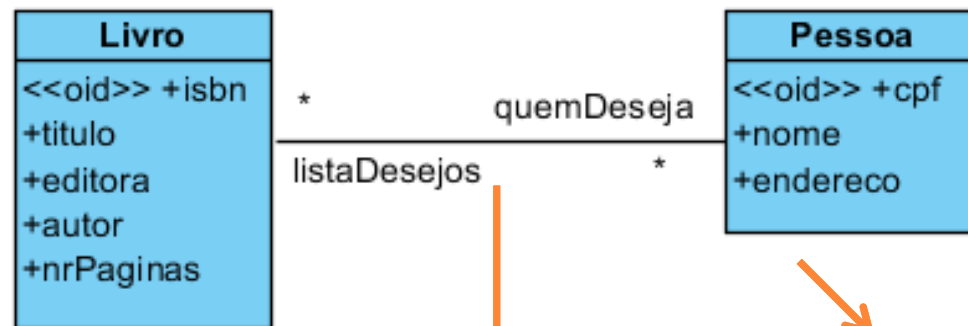 Livro
<<oid>> +isbn
+titulo
+editora
+autor
+nrPaginas
*
quemDeseja
listaDesejos
*
Pessoa
<<oid>> +cpf
+nome
+endereco